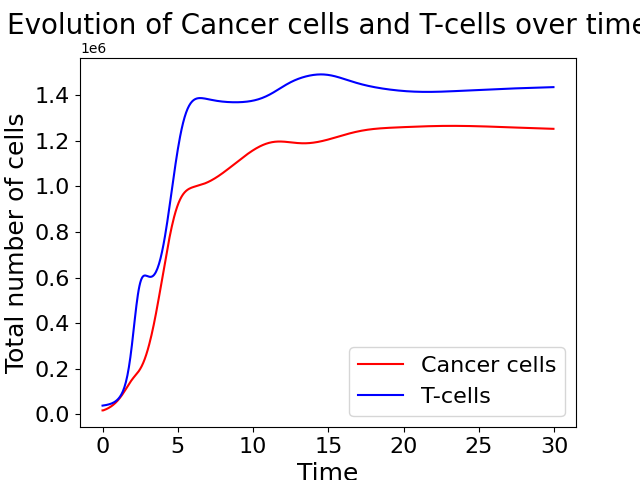 Evolution of Cancer cells and T-cells over time
1e6
1.4
1.2
1.0
0.8
0.6
0.4
0.2
0.0
Total number of cells
Cancer cells
T-cells
0 5 10 15 20 25 30
Time